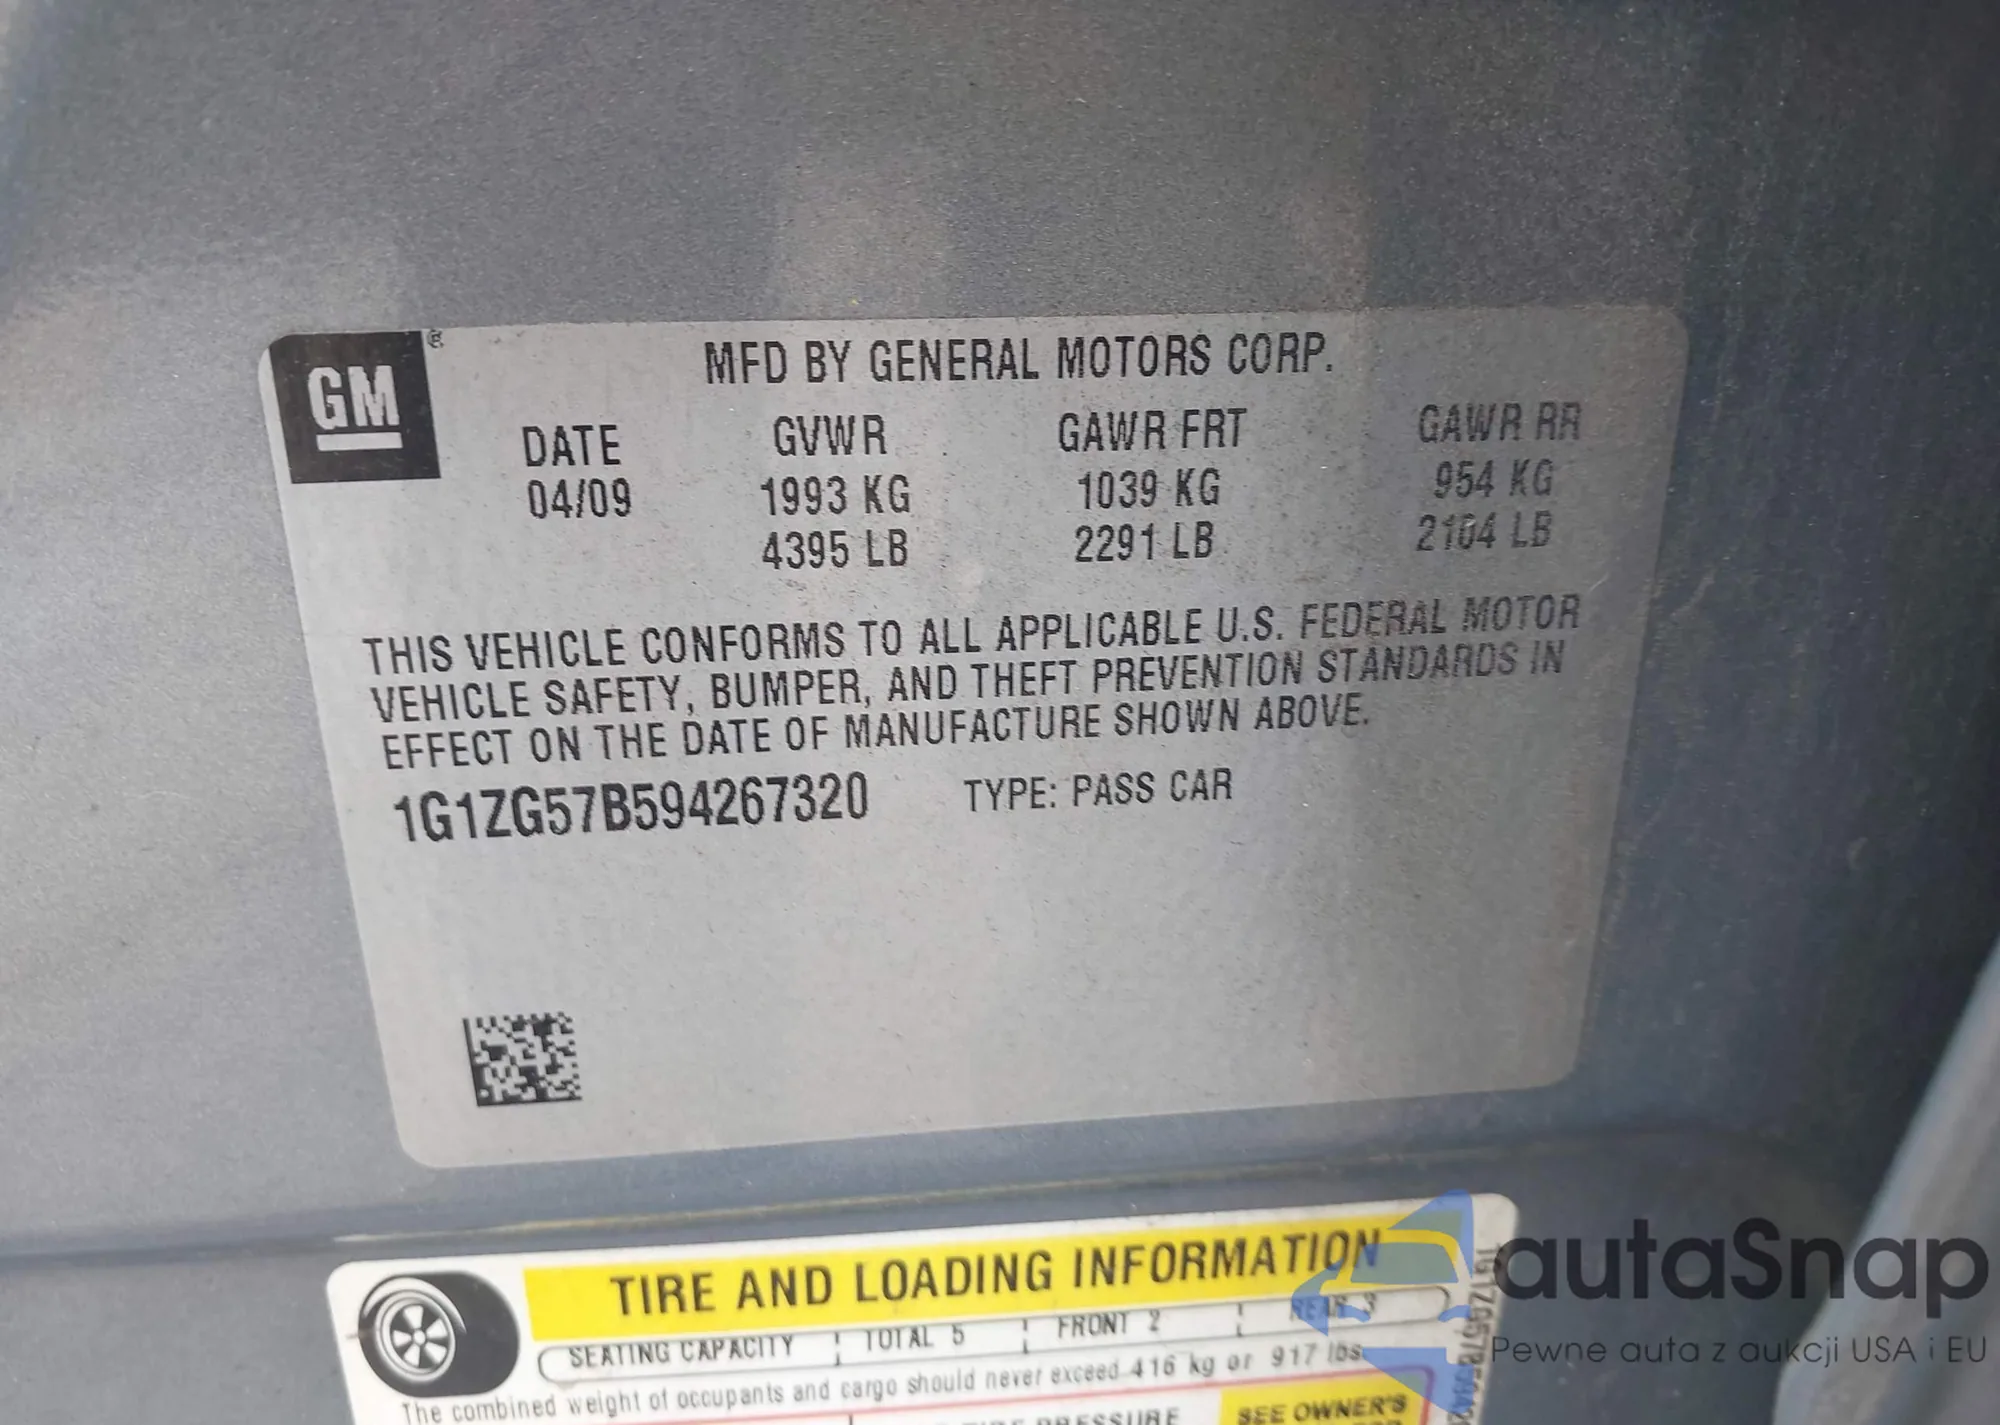 GM ®
MFD BY GENERAL MOTORS CORP.
DATE GVWR GAWR FRT GAWR RR
04/09 1993 KG 1039 KG 954 KG
4395 LB 2291 LB 2104 LB
THIS VEHICLE CONFORMS TO ALL APPLICABLE U.S. FEDERAL MOTOR
VEHICLE SAFETY, BUMPER, AND THEFT PREVENTION STANDARDS IN
EFFECT ON THE DATE OF MANUFACTURE SHOWN ABOVE.
1G1ZG57B594267320 TYPE: PASS CAR
TIRE AND LOADING INFORMATION
SEATING CAPACITY TOTAL 5 FRONT 2 REAR 3
The combined weight of occupants and cargo should never exceed 416 kg or 917 lbs.
PRESSURE SEE OWNER'S
autaSnap
Pewne auta z aukcji USA i EU